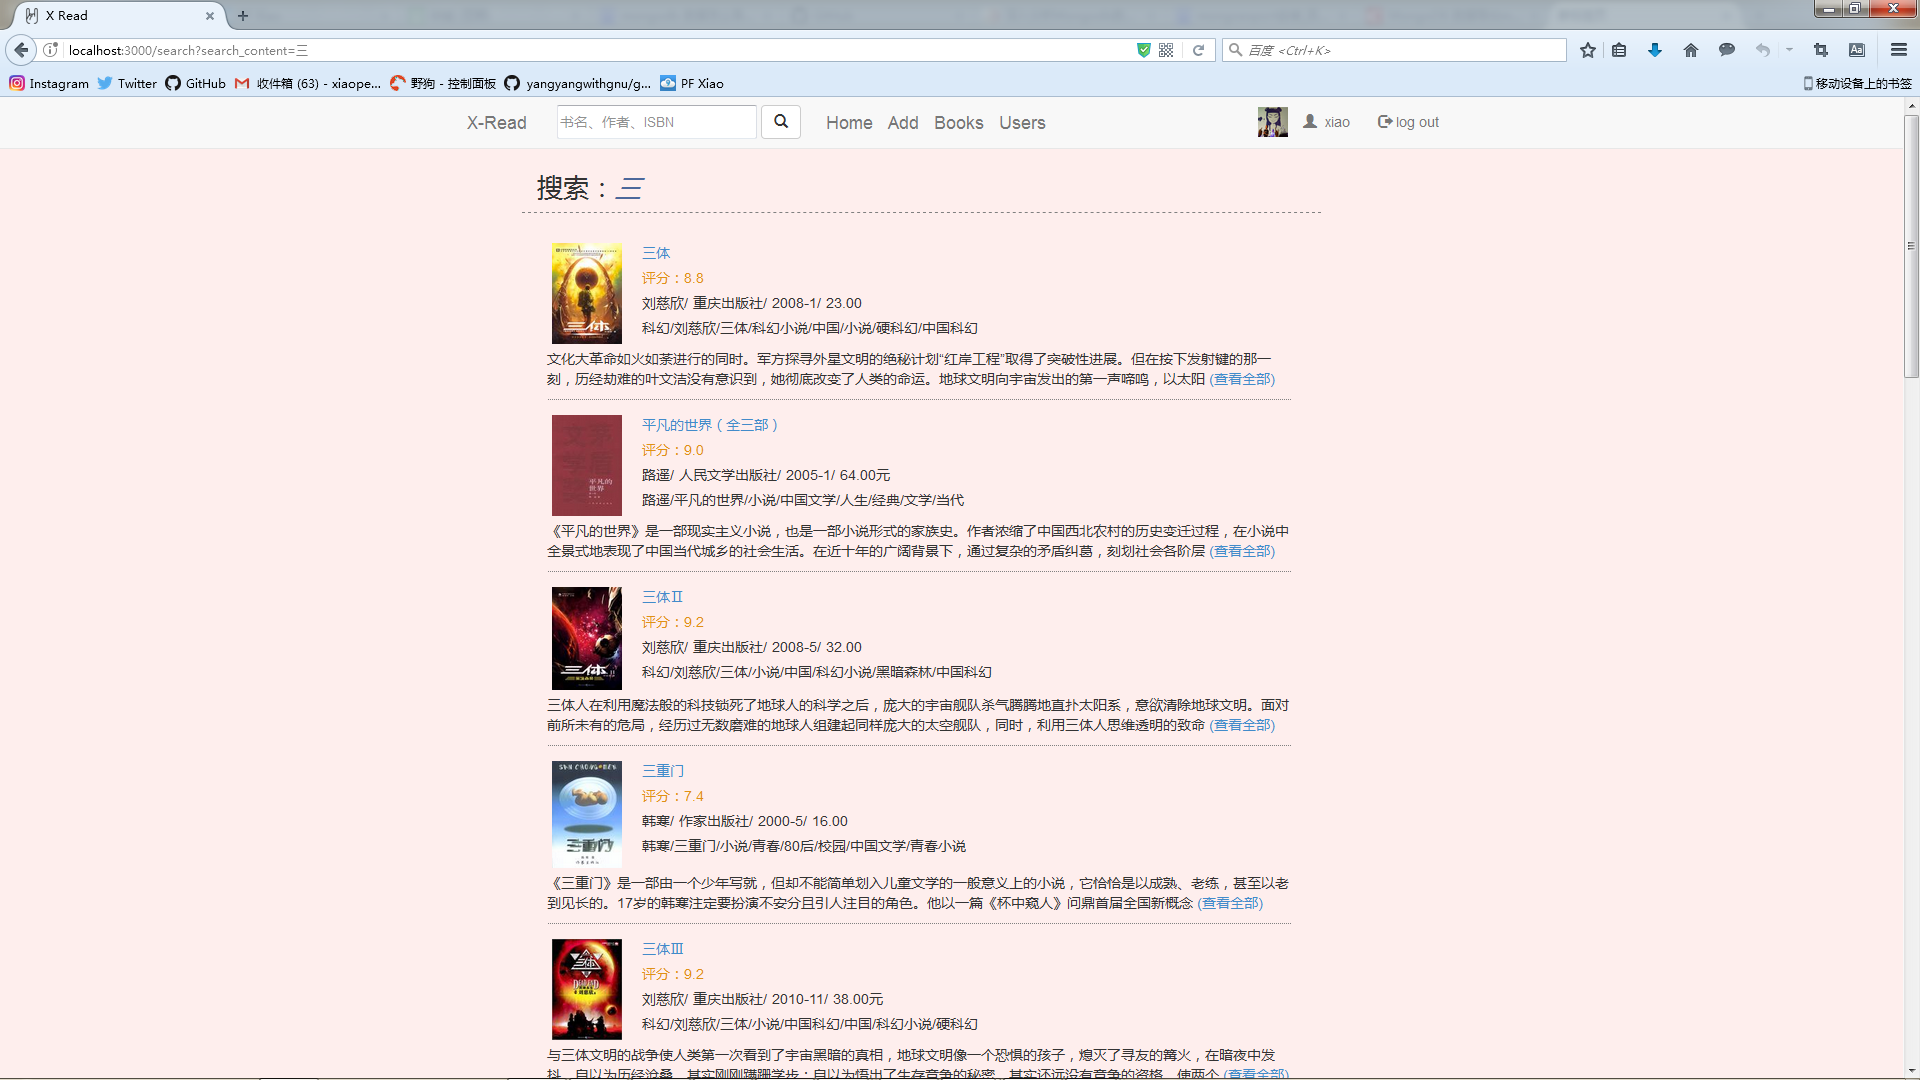 X Read
localhost:3000/search?search_content=三
百度 <Ctrl+K>
Instagram Twitter GitHub 收件箱 (63) - xiaope... 野狗 - 控制面板 yangyangwithgnu/g... PF Xiao 移动设备上的书签
X-Read 书名、作者、ISBN Home Add Books Users xiao log out
搜索：三
三体
评分：8.8
刘慈欣/ 重庆出版社/ 2008-1/ 23.00
科幻/刘慈欣/三体/科幻小说/中国/小说/硬科幻/中国科幻
文化大革命如火如荼进行的同时。军方探寻外星文明的绝秘计划“红岸工程”取得了突破性进展。但在按下发射键的那一
刻，历经劫难的叶文洁没有意识到，她彻底改变了人类的命运。地球文明向宇宙发出的第一声啼鸣，以太阳 (查看全部)
平凡的世界（全三部）
评分：9.0
路遥/ 人民文学出版社/ 2005-1/ 64.00元
路遥/平凡的世界/小说/中国文学/人生/经典/文学/当代
《平凡的世界》是一部现实主义小说，也是一部小说形式的家族史。作者浓缩了中国西北农村的历史变迁过程，在小说中
全景式地表现了中国当代城乡的社会生活。在近十年的广阔背景下，通过复杂的矛盾纠葛，刻划社会各阶层 (查看全部)
三体Ⅱ
评分：9.2
刘慈欣/ 重庆出版社/ 2008-5/ 32.00
科幻/刘慈欣/三体/小说/中国/科幻小说/黑暗森林/中国科幻
三体人在利用魔法般的科技锁死了地球人的科学之后，庞大的宇宙舰队杀气腾腾地直扑太阳系，意欲清除地球文明。面对
前所未有的危局，经历过无数磨难的地球人组建起同样庞大的太空舰队，同时，利用三体人思维透明的致命 (查看全部)
三重门
评分：7.4
韩寒/ 作家出版社/ 2000-5/ 16.00
韩寒/三重门/小说/青春/80后/校园/中国文学/青春小说
《三重门》是一部由一个少年写就，但却不能简单划入儿童文学的一般意义上的小说，它恰恰是以成熟、老练，甚至以老
到见长的。17岁的韩寒注定要扮演不安分且引人注目的角色。他以一篇《杯中窥人》问鼎首届全国新概念 (查看全部)
三体Ⅲ
评分：9.2
刘慈欣/ 重庆出版社/ 2010-11/ 38.00元
科幻/刘慈欣/三体/小说/中国科幻/中国/科幻小说/硬科幻
与三体文明的战争使人类第一次看到了宇宙黑暗的真相，地球文明像一个恐惧的孩子，熄灭了寻友的篝火，在暗夜中发
抖。自以为历经沧桑，其实刚刚蹒跚学步；自以为悟出了生存竞争的秘密，其实还远没有竞争的资格。使两个 (查看全部)